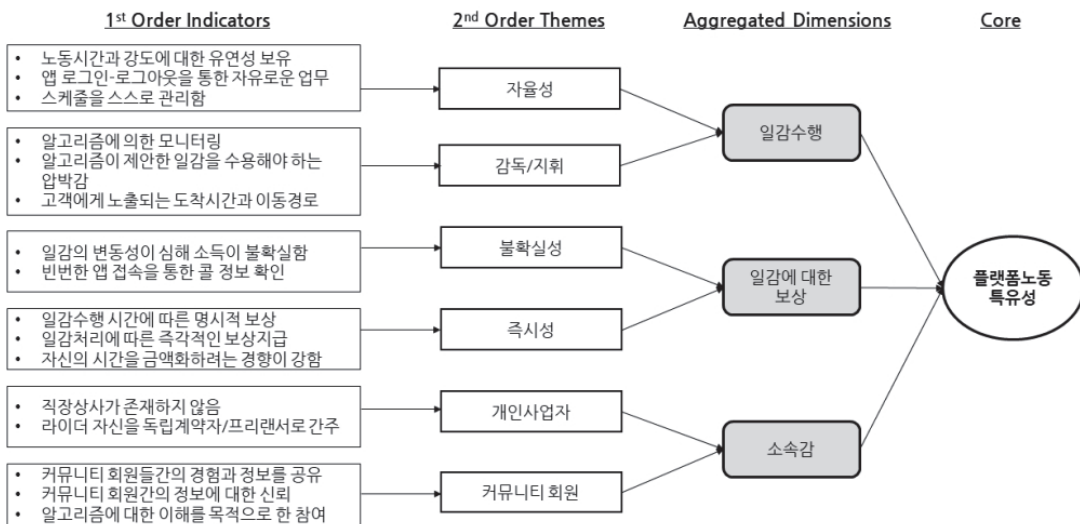 1st Order Indicators
2nd Order Themes
Aggregated Dimensions
Core
• 노동시간과 강도에 대한 유연성 보유
• 앱 로그인-로그아웃을 통한 자유로운 업무
• 스케줄을 스스로 관리함
자율성
• 알고리즘에 의한 모니터링
• 알고리즘이 제안한 일감을 수용해야 하는
압박감
• 고객에게 노출되는 도착시간과 이동경로
감독/지휘
일감수행
• 일감의 변동성이 심해 소득이 불확실함
• 빈번한 앱 접속을 통한 콜 정보 확인
불확실성
• 일감수행 시간에 따른 명시적 보상
• 일감처리에 따른 즉각적인 보상지급
• 자신의 시간을 금액화하려는 경향이 강함
즉시성
일감에 대한
보상
• 직장상사가 존재하지 않음
• 라이더 자신을 독립계약자/프리랜서로 간주
개인사업자
• 커뮤니티 회원들간의 경험과 정보를 공유
• 커뮤니티 회원간의 정보에 대한 신뢰
• 알고리즘에 대한 이해를 목적으로 한 참여
커뮤니티 회원
소속감
플랫폼노동
특유성